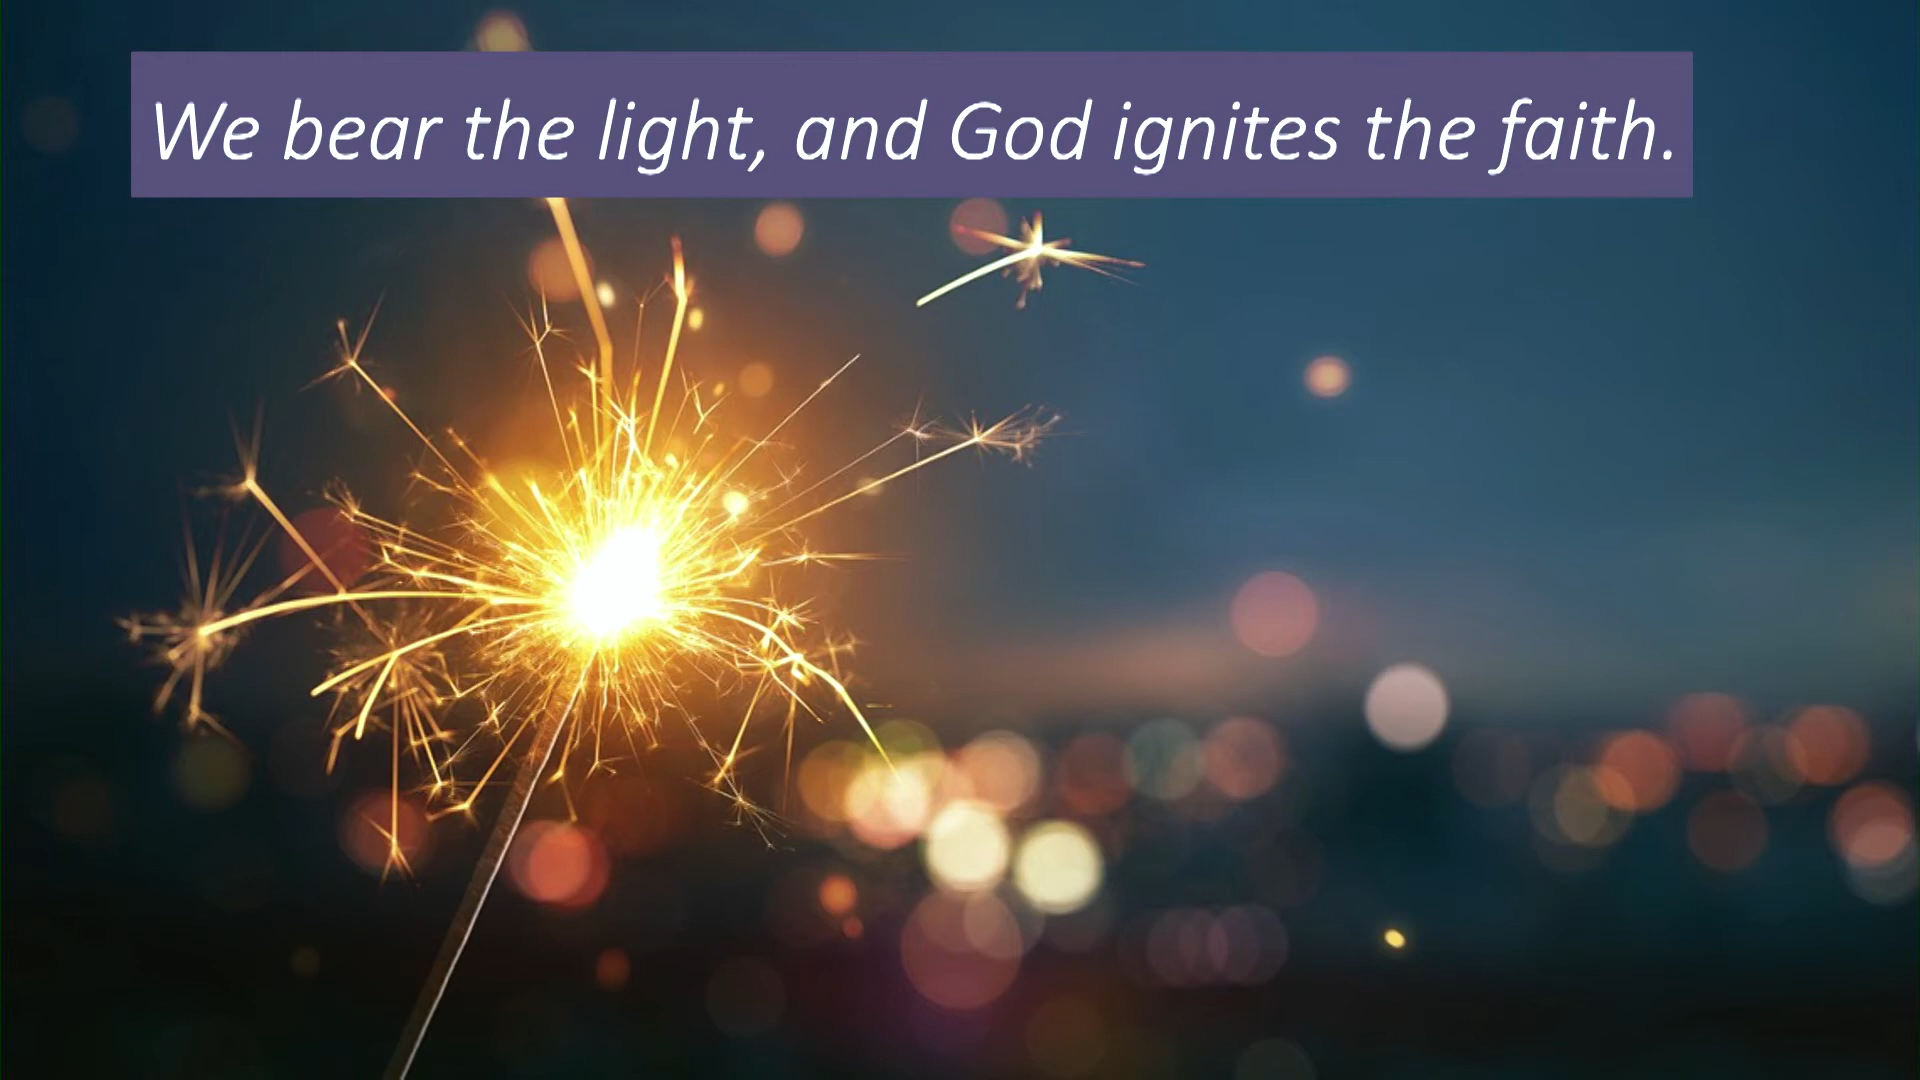 We bear the light, and God ignites the faith.